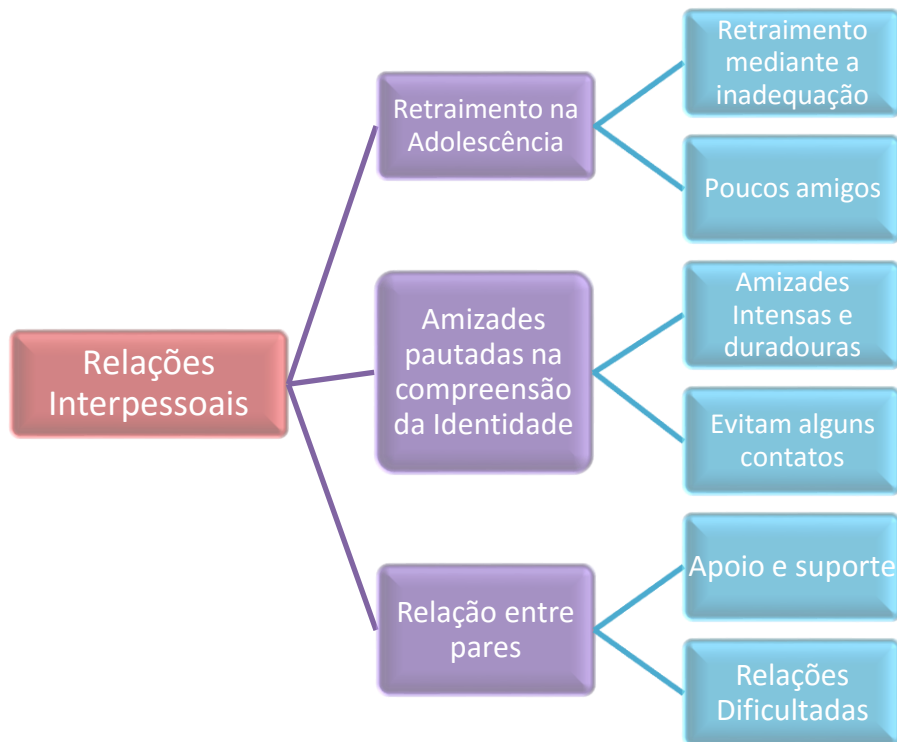 Relações
Interpessoais
Retraimento na
Adolescência
Retraimento
mediante a
inadequação
Poucos amigos
Amizades
pautadas na
compreensão
da Identidade
Amizades
Intensas e
duradouras
Evitam alguns
contatos
Relação entre
pares
Apoio e suporte
Relações
Dificultadas